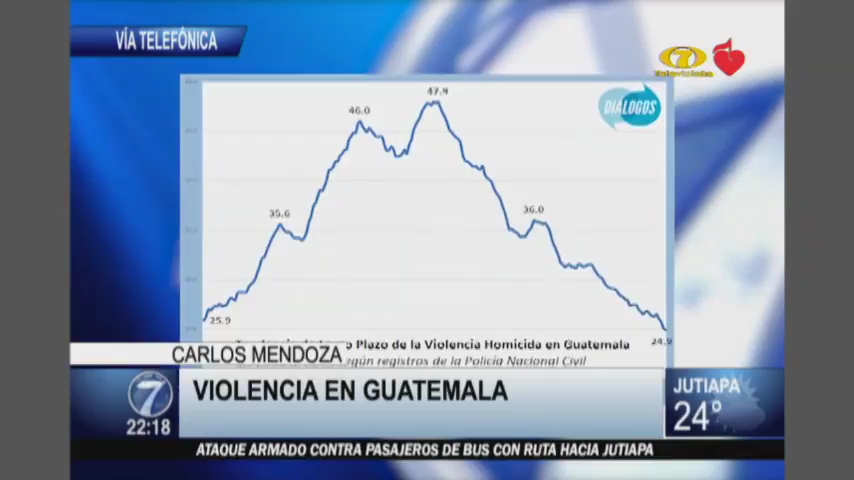 VÍA TELEFÓNICA
7
DIÁLOGOS
47.9
46.0
35.6
36.0
25.9
24.9
Plazo de la Violencia Homicida en Guatemala
registros de la Policía Nacional Civil
CARLOS MENDOZA
VIOLENCIA EN GUATEMALA
7
22:18
JUTIAPA
24°
ATAQUE ARMADO CONTRA PASAJEROS DE BUS CON RUTA HACIA JUTIAPA